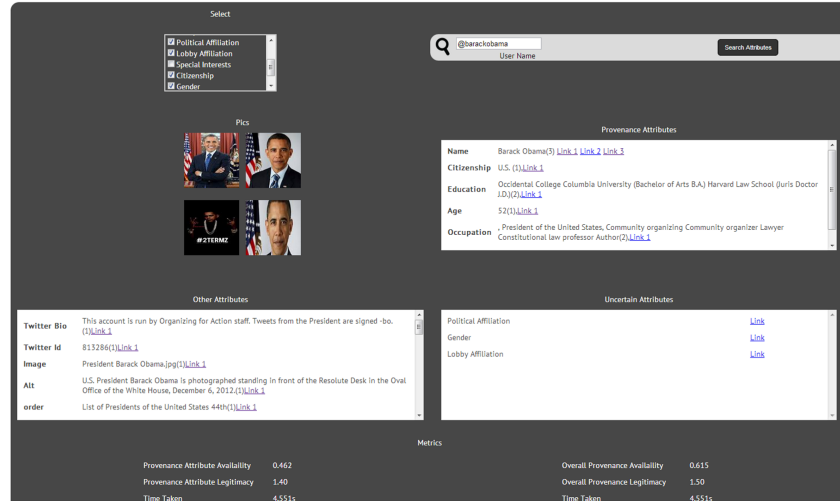 Select
Political Affiliation
Lobby Affiliation
Special Interests
Citizenship
Gender
@barackobama
User Name
Search Attributes
Pics
#2TERMZ
Provenance Attributes
Name Barack Obama(3) Link 1 Link 2 Link 3
Citizenship U.S. (1),Link 1
Education Occidental College Columbia University (Bachelor of Arts B.A.) Harvard Law School (Juris Doctor
J.D.)(2),Link 1
Age 52(1),Link 1
Occupation , President of the United States, Community organizing Community organizer Lawyer
Constitutional law professor Author(2),Link 1
Other Attributes
Twitter Bio This account is run by Organizing for Action staff. Tweets from the President are signed -bo.
(1)Link 1
Twitter Id 813286(1)Link 1
Image President Barack Obama.jpg(1)Link 1
Alt U.S. President Barack Obama is photographed standing in front of the Resolute Desk in the Oval
Office of the White House, December 6, 2012.(1)Link 1
order List of Presidents of the United States 44th(1)Link 1
Uncertain Attributes
Political Affiliation Link
Gender Link
Lobby Affiliation Link
Metrics
Provenance Attribute Availaility 0.462
Provenance Attribute Legitimacy 1.40
Time Taken 4.551s
Overall Provenance Availaility 0.615
Overall Provenance Legitimacy 1.50
Time Taken 4.551s